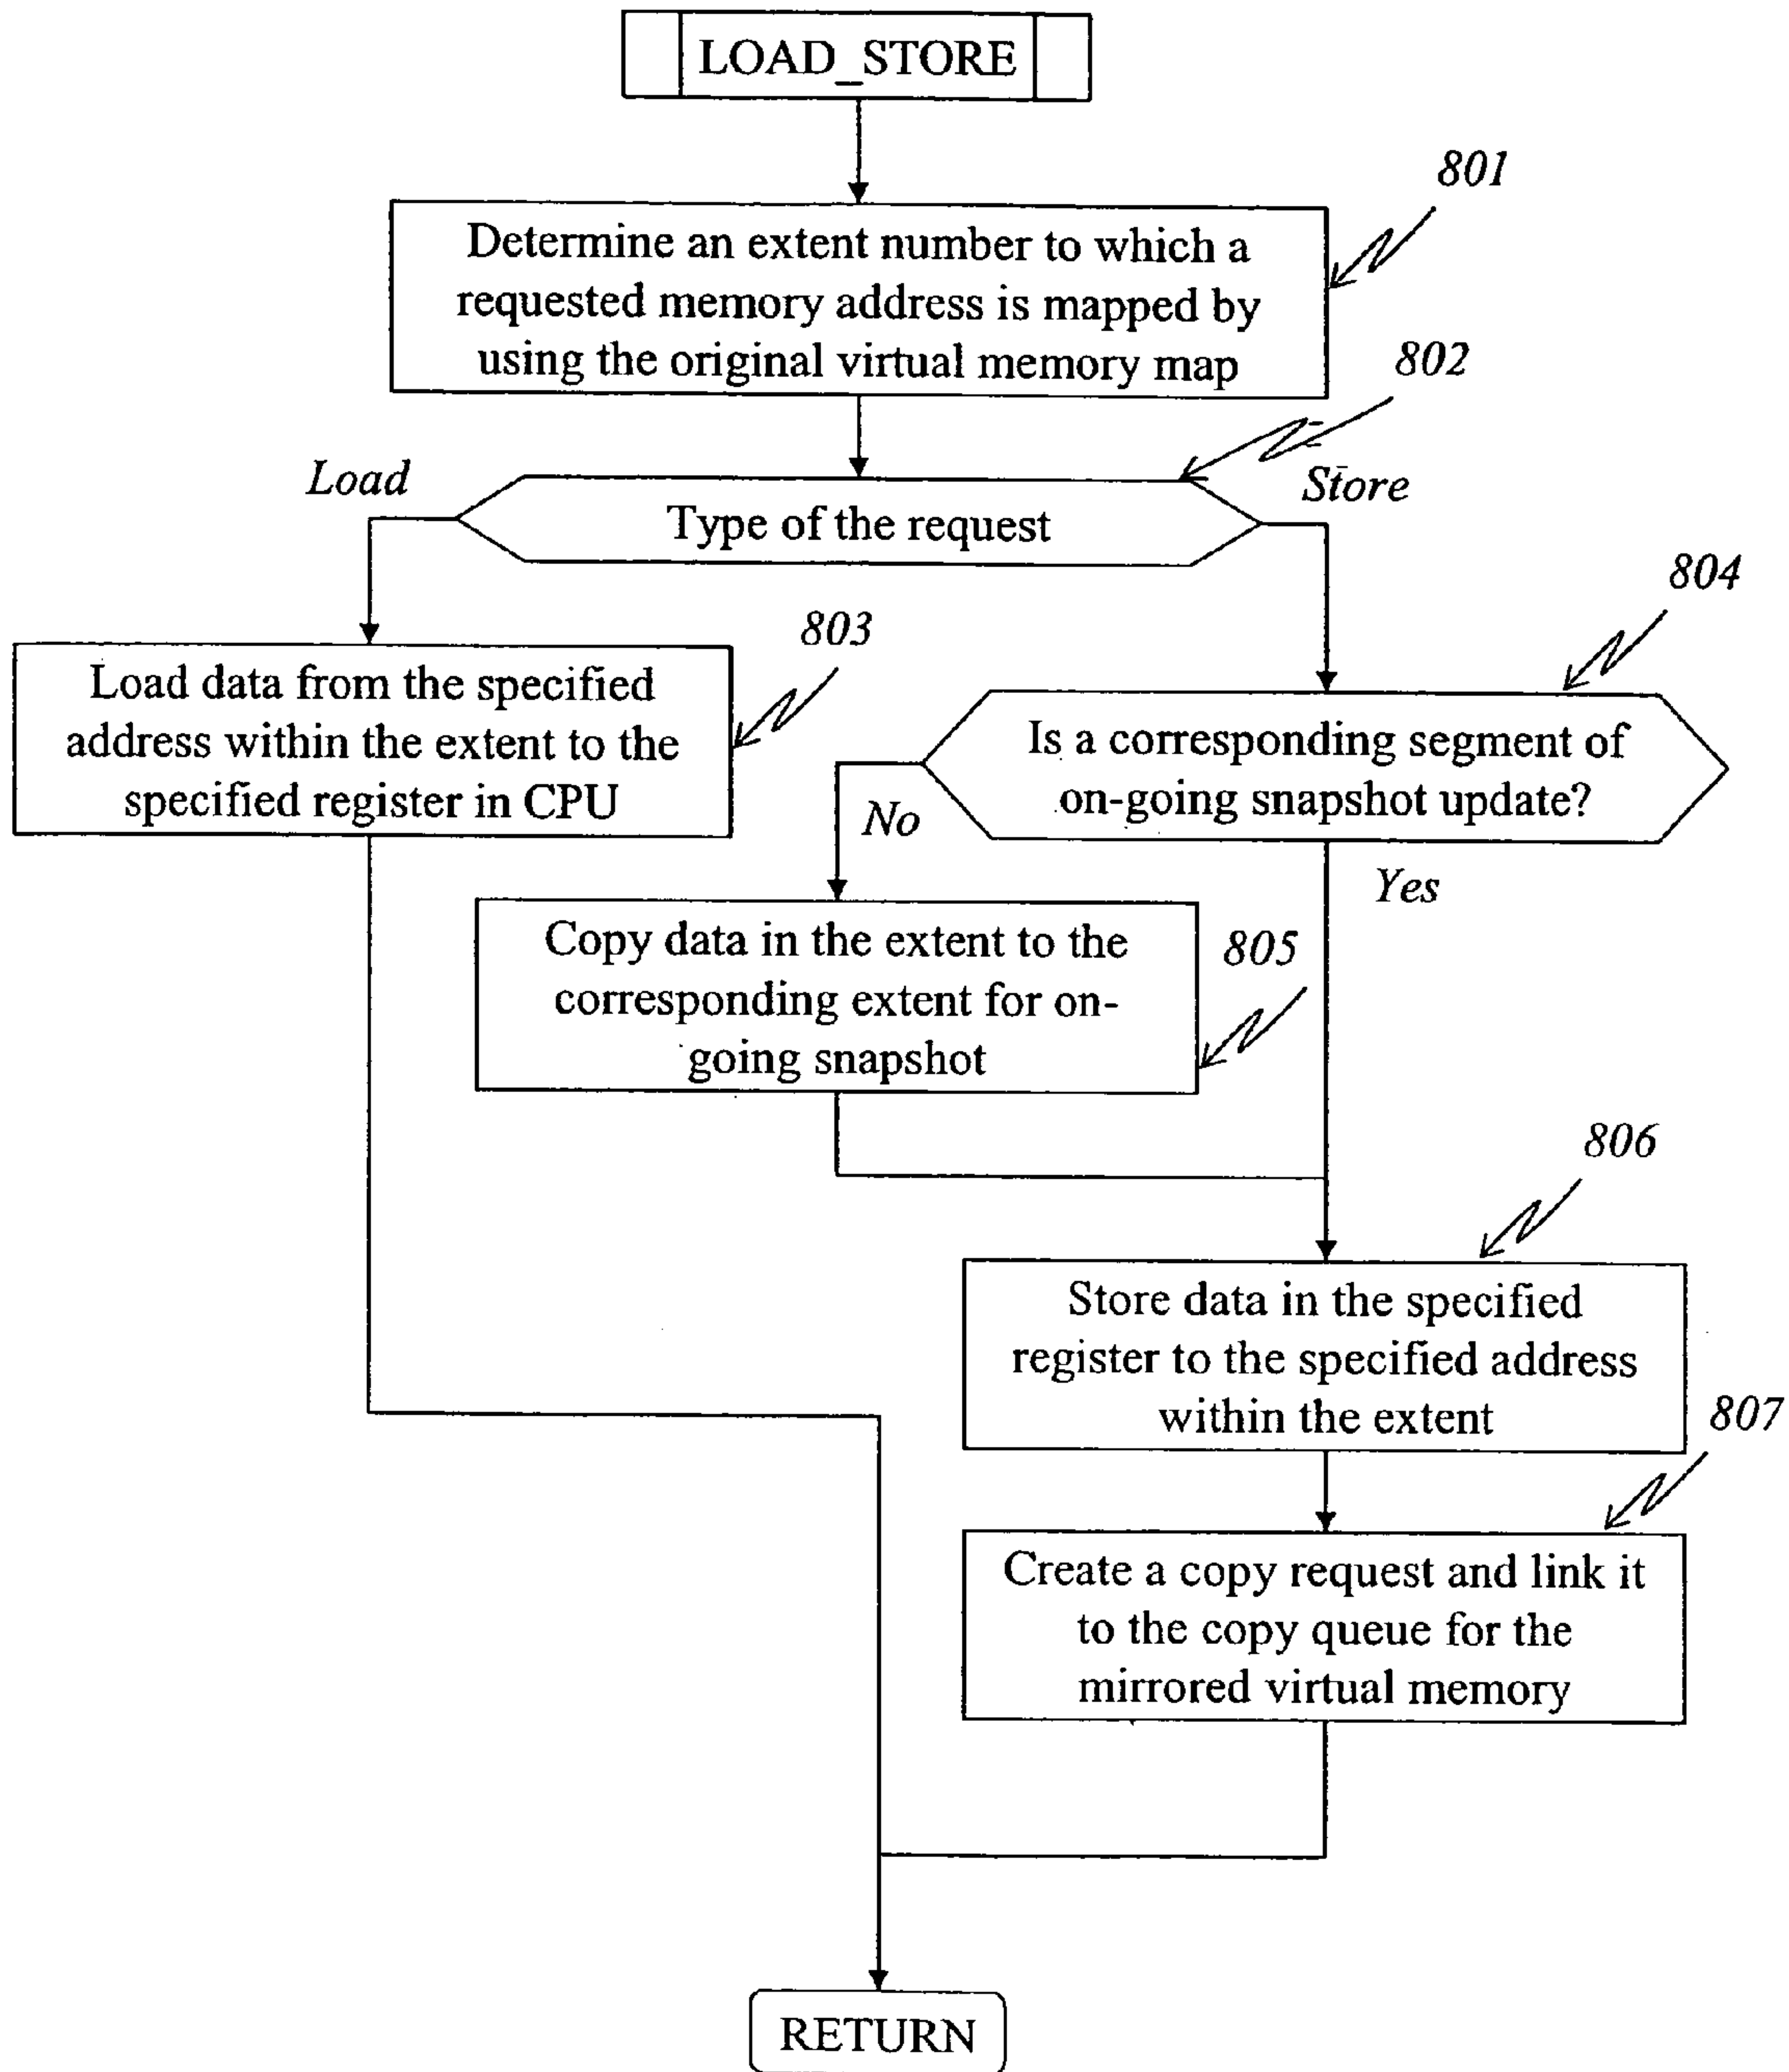 LOAD_STORE
801
Determine an extent number to which a
requested memory address is mapped by
using the original virtual memory map
802
Load
Store
Type of the request
804
803
Load data from the specified
address within the extent to the
specified register in CPU
Is a corresponding segment of
on-going snapshot update?
No
Yes
Copy data in the extent to the
corresponding extent for on-
going snapshot
805
806
Store data in the specified
register to the specified address
within the extent
807
Create a copy request and link it
to the copy queue for the
mirrored virtual memory
RETURN